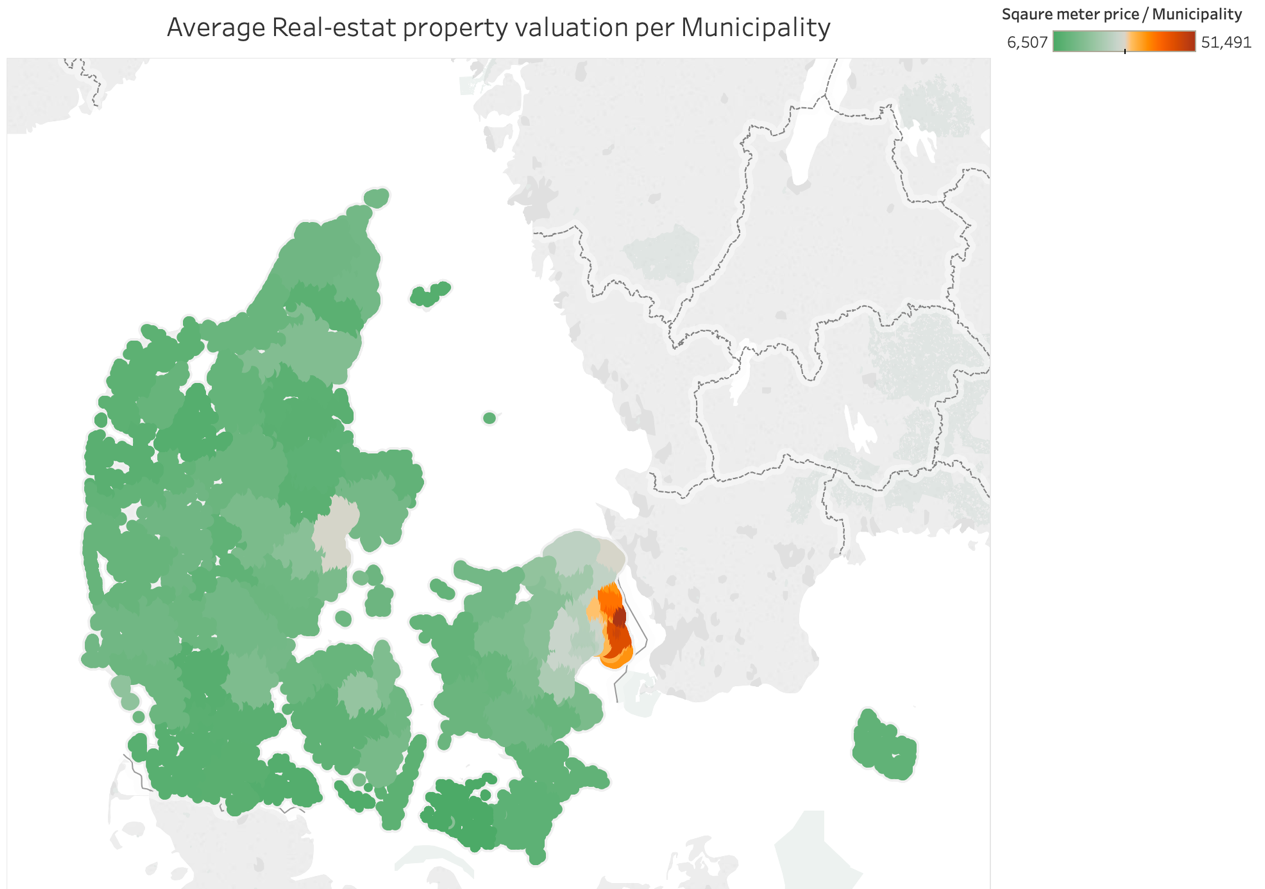 Average Real-estat property valuation per Municipality
Sqaure meter price / Municipality
6,507 51,491